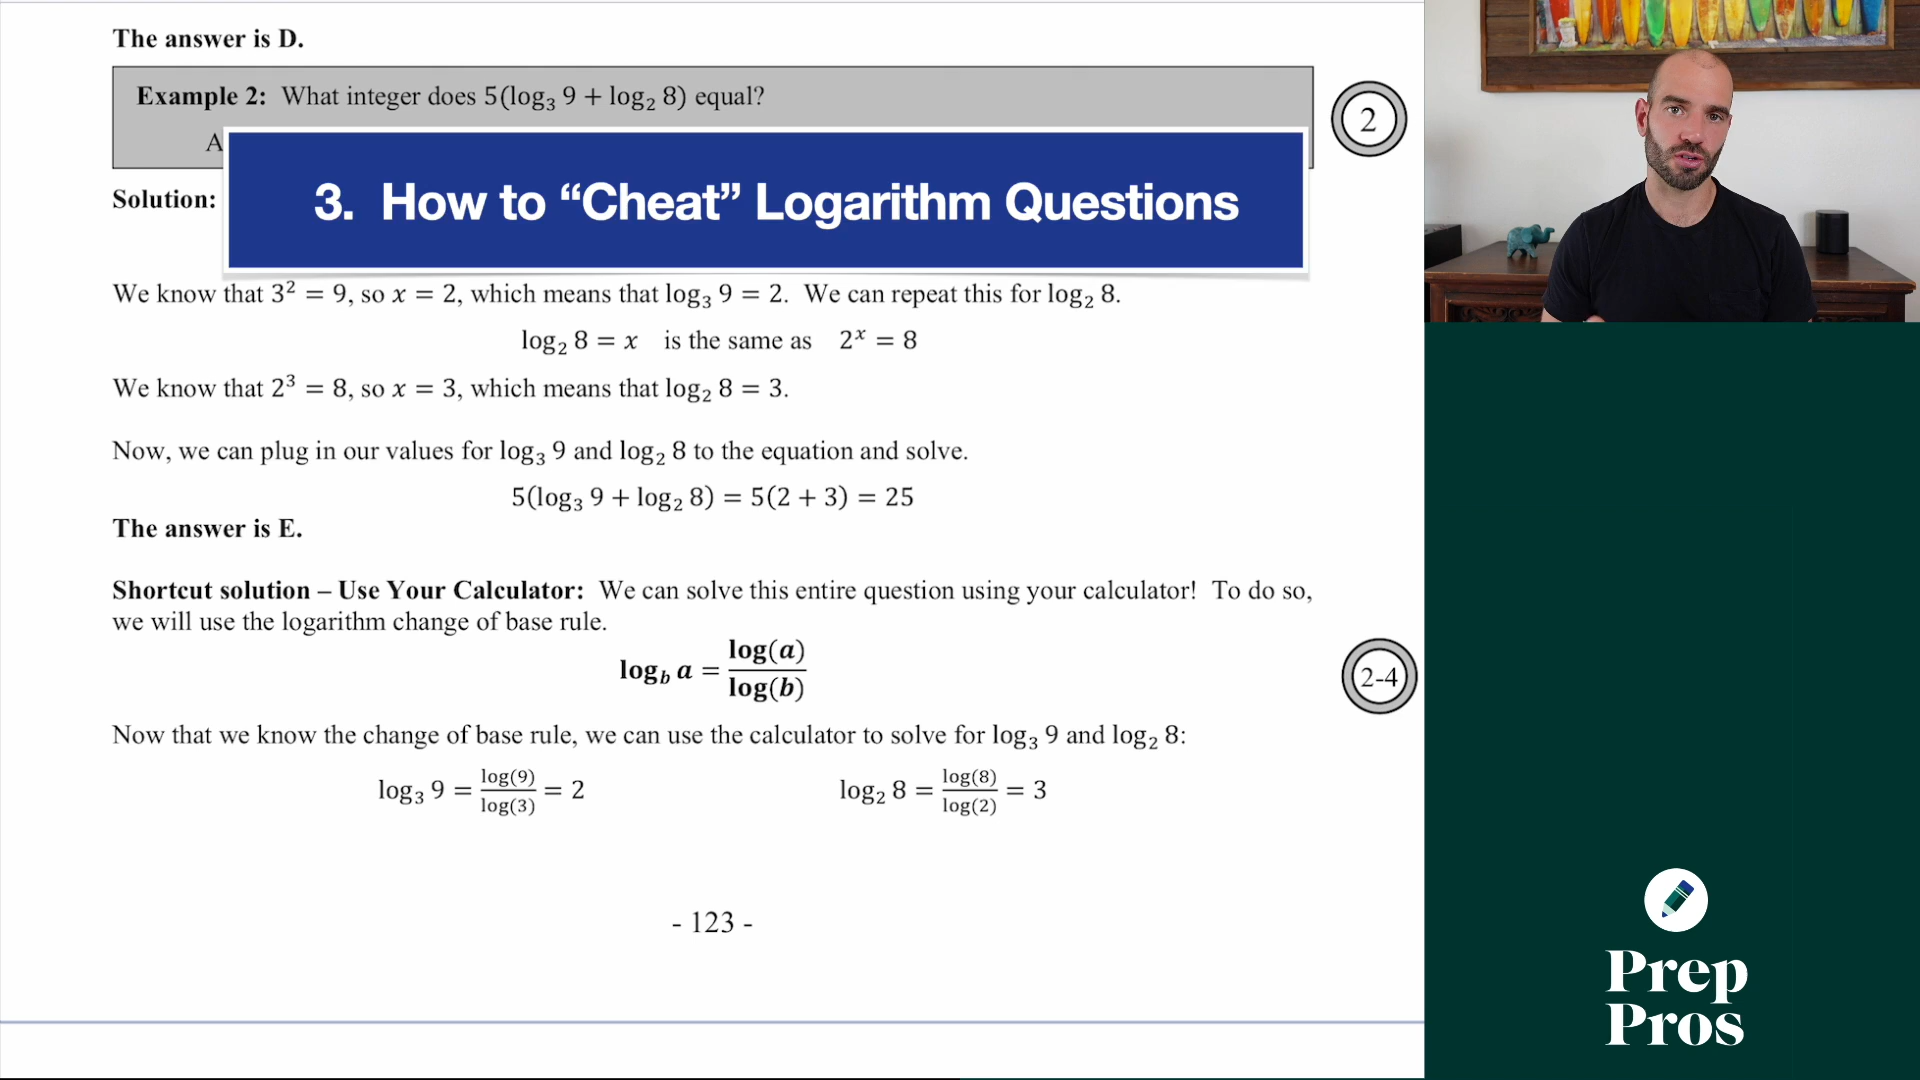 The answer is D.
Example 2: What integer does 5(log₃ 9 + log₂ 8) equal?
A
2
3. How to “Cheat” Logarithm Questions
Solution:
We know that 3² = 9, so x = 2, which means that log₃ 9 = 2. We can repeat this for log₂ 8.
log₂ 8 = x is the same as 2ˣ = 8
We know that 2³ = 8, so x = 3, which means that log₂ 8 = 3.
Now, we can plug in our values for log₃ 9 and log₂ 8 to the equation and solve.
5(log₃ 9 + log₂ 8) = 5(2 + 3) = 25
The answer is E.
Shortcut solution – Use Your Calculator: We can solve this entire question using your calculator! To do so,
we will use the logarithm change of base rule.
log_b a = log(a)/log(b)
2-4
Now that we know the change of base rule, we can use the calculator to solve for log₃ 9 and log₂ 8:
log₃ 9 = log(9)/log(3) = 2 log₂ 8 = log(8)/log(2) = 3
- 123 -
Prep
Pros